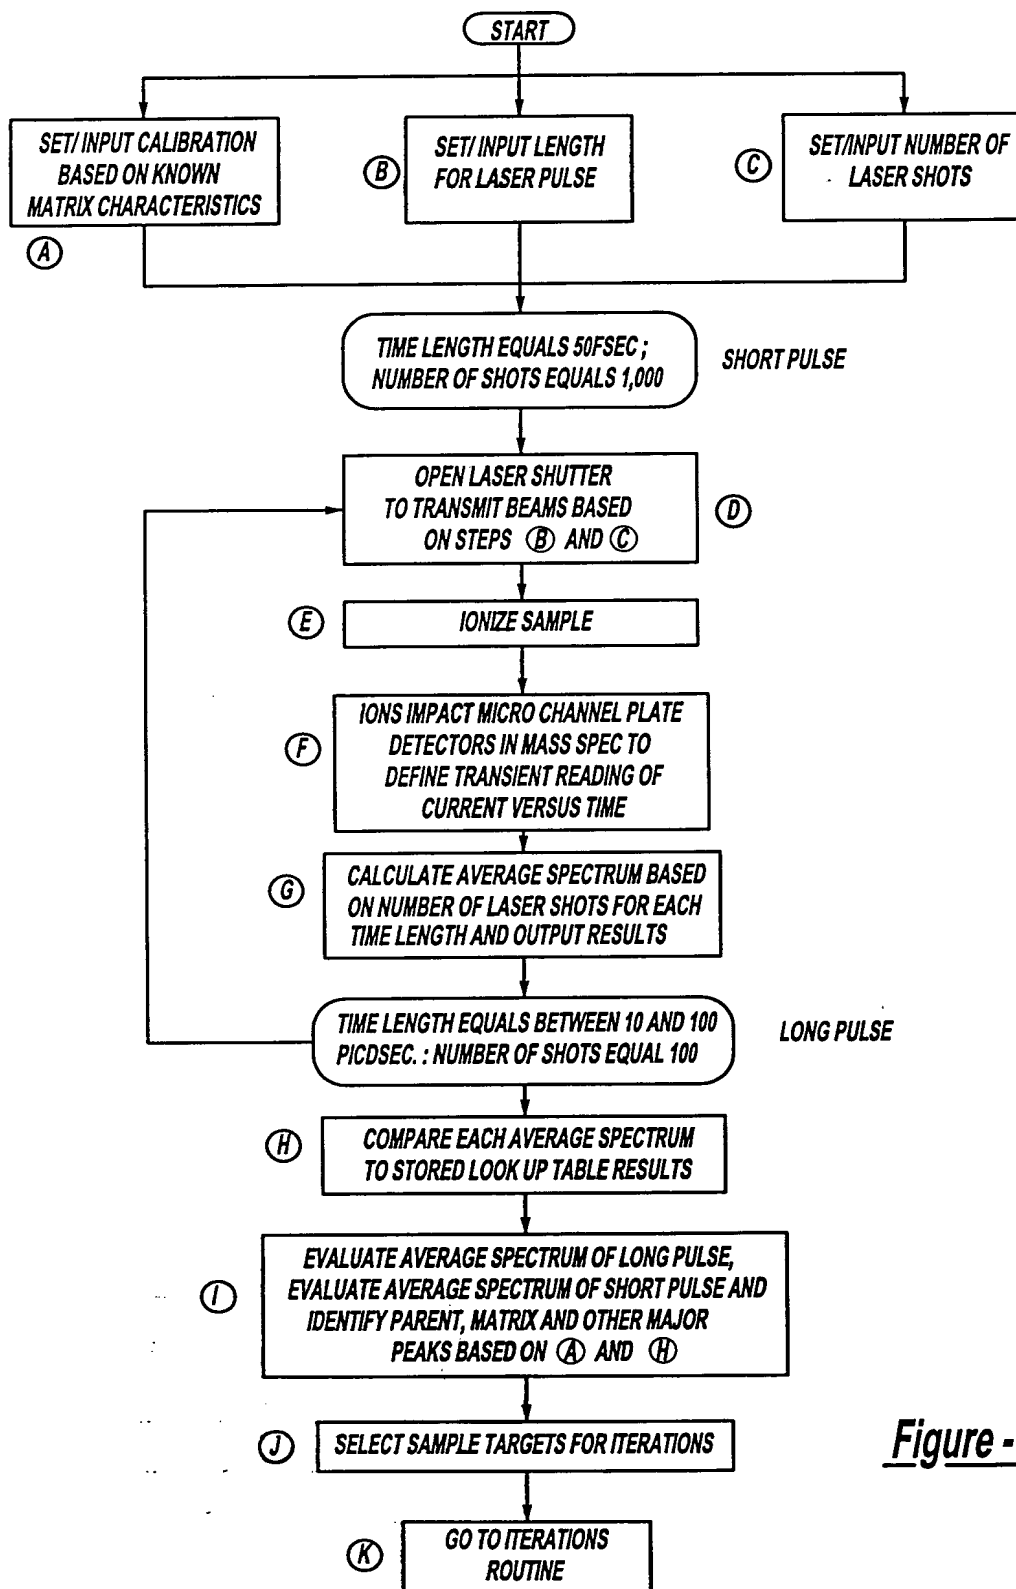 START
SET/ INPUT CALIBRATION
BASED ON KNOWN
MATRIX CHARACTERISTICS
A
B
SET/ INPUT LENGTH
FOR LASER PULSE
C
SET/INPUT NUMBER OF
LASER SHOTS
TIME LENGTH EQUALS 50FSEC ;
NUMBER OF SHOTS EQUALS 1,000
SHORT PULSE
OPEN LASER SHUTTER
TO TRANSMIT BEAMS BASED
ON STEPS B AND C
D
E
IONIZE SAMPLE
F
IONS IMPACT MICRO CHANNEL PLATE
DETECTORS IN MASS SPEC TO
DEFINE TRANSIENT READING OF
CURRENT VERSUS TIME
G
CALCULATE AVERAGE SPECTRUM BASED
ON NUMBER OF LASER SHOTS FOR EACH
TIME LENGTH AND OUTPUT RESULTS
TIME LENGTH EQUALS BETWEEN 10 AND 100
PICDSEC. : NUMBER OF SHOTS EQUAL 100
LONG PULSE
H
COMPARE EACH AVERAGE SPECTRUM
TO STORED LOOK UP TABLE RESULTS
I
EVALUATE AVERAGE SPECTRUM OF LONG PULSE,
EVALUATE AVERAGE SPECTRUM OF SHORT PULSE AND
IDENTIFY PARENT, MATRIX AND OTHER MAJOR
PEAKS BASED ON A AND H
J
SELECT SAMPLE TARGETS FOR ITERATIONS
Figure -
K
GO TO ITERATIONS
ROUTINE